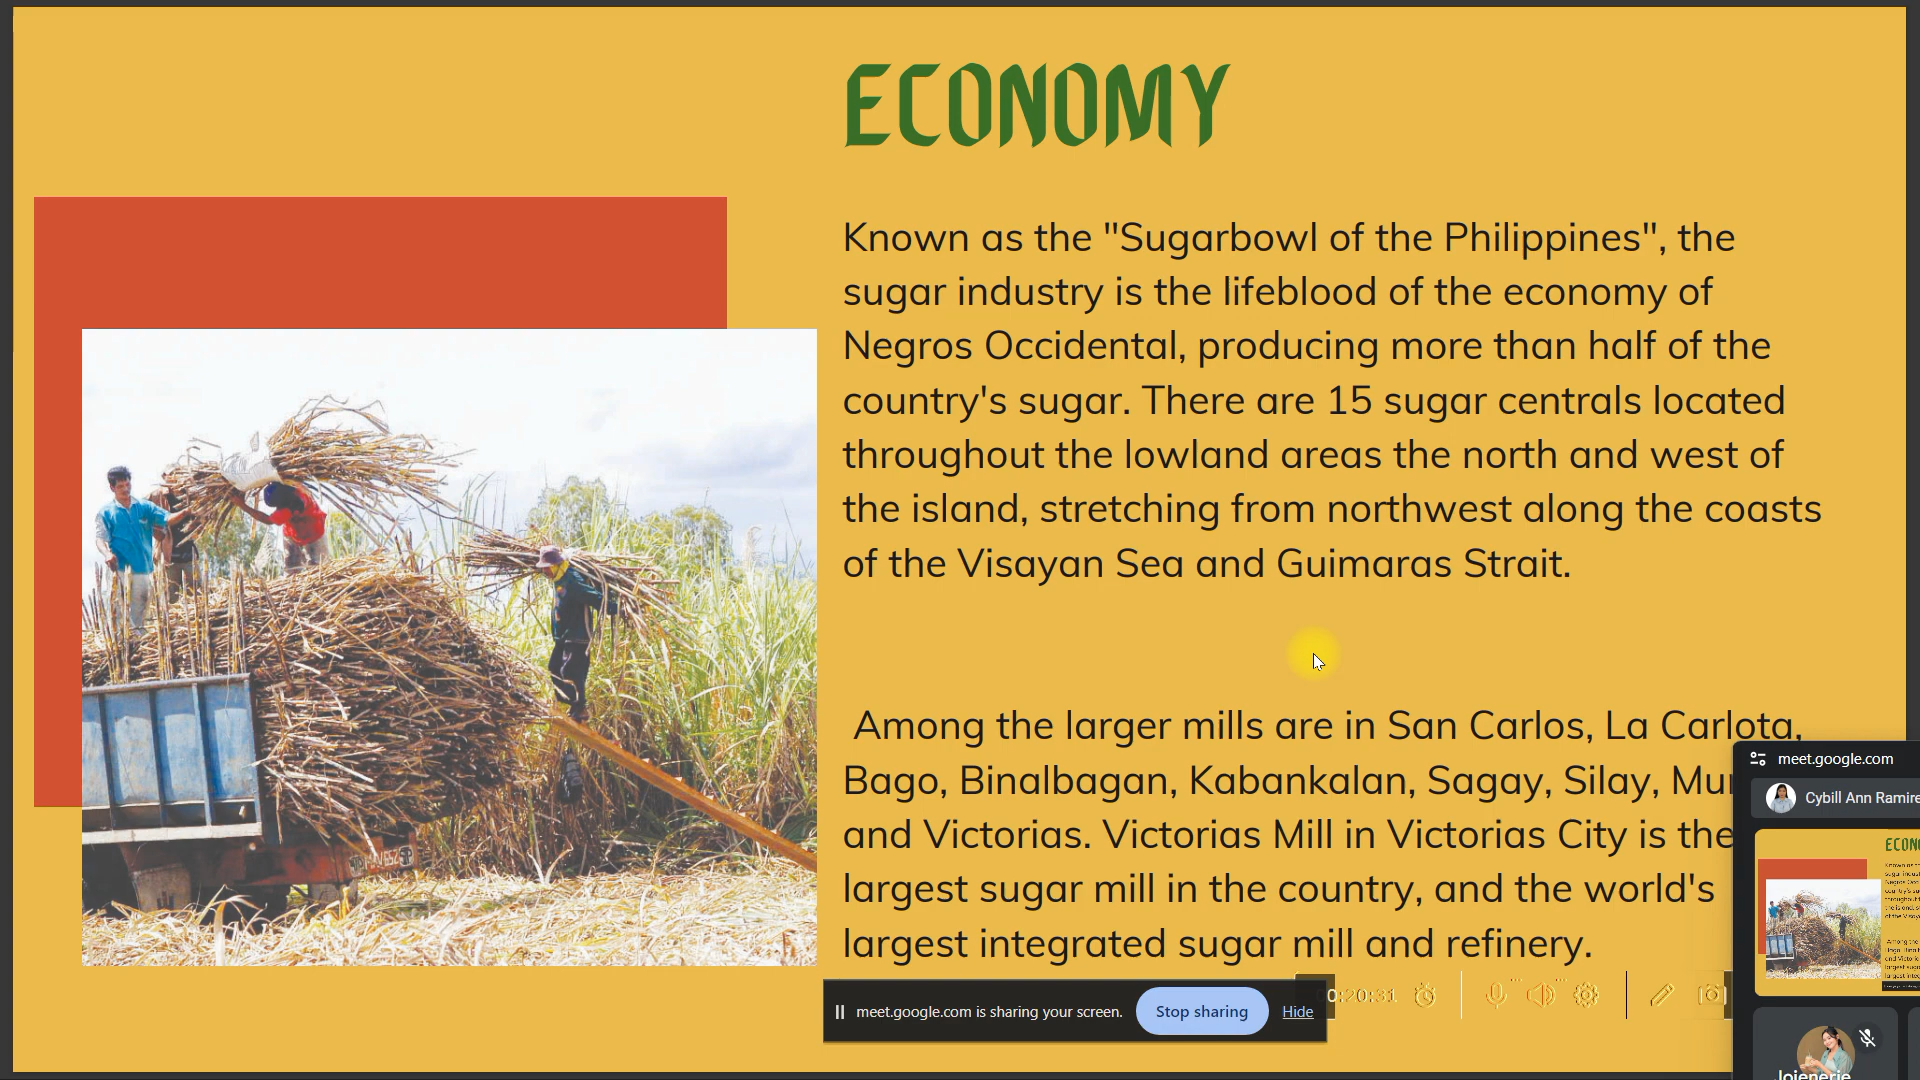 ECONOMY
Known as the "Sugarbowl of the Philippines", the
sugar industry is the lifeblood of the economy of
Negros Occidental, producing more than half of the
country's sugar. There are 15 sugar centrals located
throughout the lowland areas the north and west of
the island, stretching from northwest along the coasts
of the Visayan Sea and Guimaras Strait.
Among the larger mills are in San Carlos, La Carlota,
Bago, Binalbagan, Kabankalan, Sagay, Silay,
and Victorias. Victorias Mill in Victorias City is the
largest sugar mill in the country, and the world's
largest integrated sugar mill and refinery.
meet.google.com
Cybill Ann
meet.google.com is sharing your screen.
Stop sharing
Hide
0:20:31